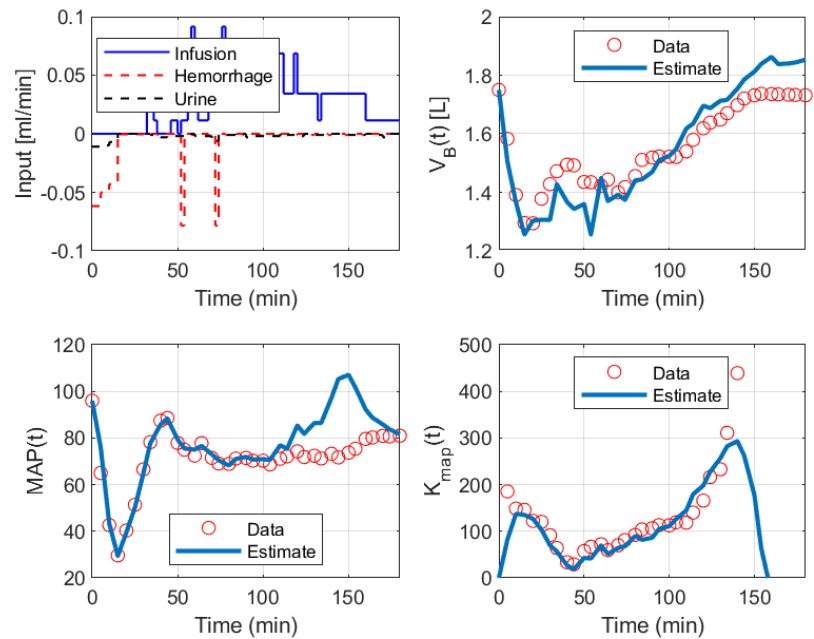 0.1
0.05
0
-0.05
-0.1
Input [ml/min]
Infusion
Hemorrhage
Urine
0 50 100 150
Time (min)
2
1.8
1.6
1.4
1.2
V_B(t) [L]
Data
Estimate
0 50 100 150
Time (min)
120
100
80
60
40
20
MAP(t)
Data
Estimate
0 50 100 150
Time (min)
500
400
300
200
100
0
K_map(t)
Data
Estimate
0 50 100 150
Time (min)